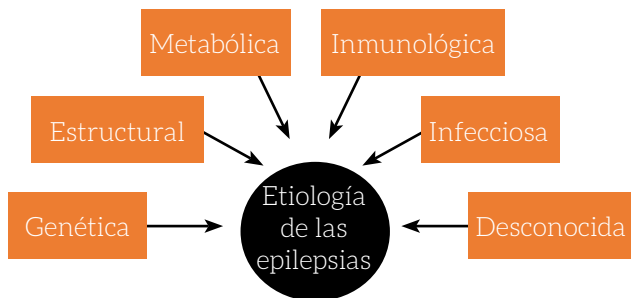 Metabólica
Inmunológica
Estructural
Infecciosa
Genética
Etiología
de las
epilepsias
Desconocida